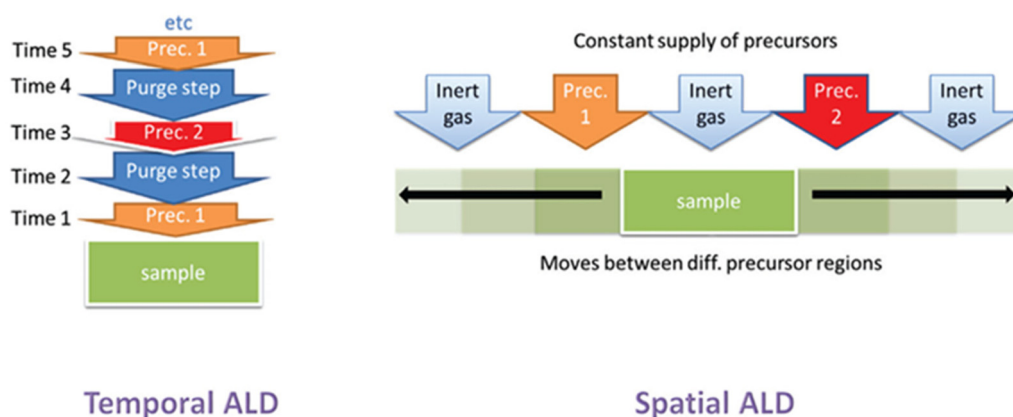 etc
Time 5
Prec. 1
Time 4
Purge step
Time 3
Prec. 2
Time 2
Purge step
Time 1
Prec. 1
sample
Temporal ALD
Constant supply of precursors
Inert
gas
Prec.
1
Inert
gas
Prec.
2
Inert
gas
sample
Moves between diff. precursor regions
Spatial ALD